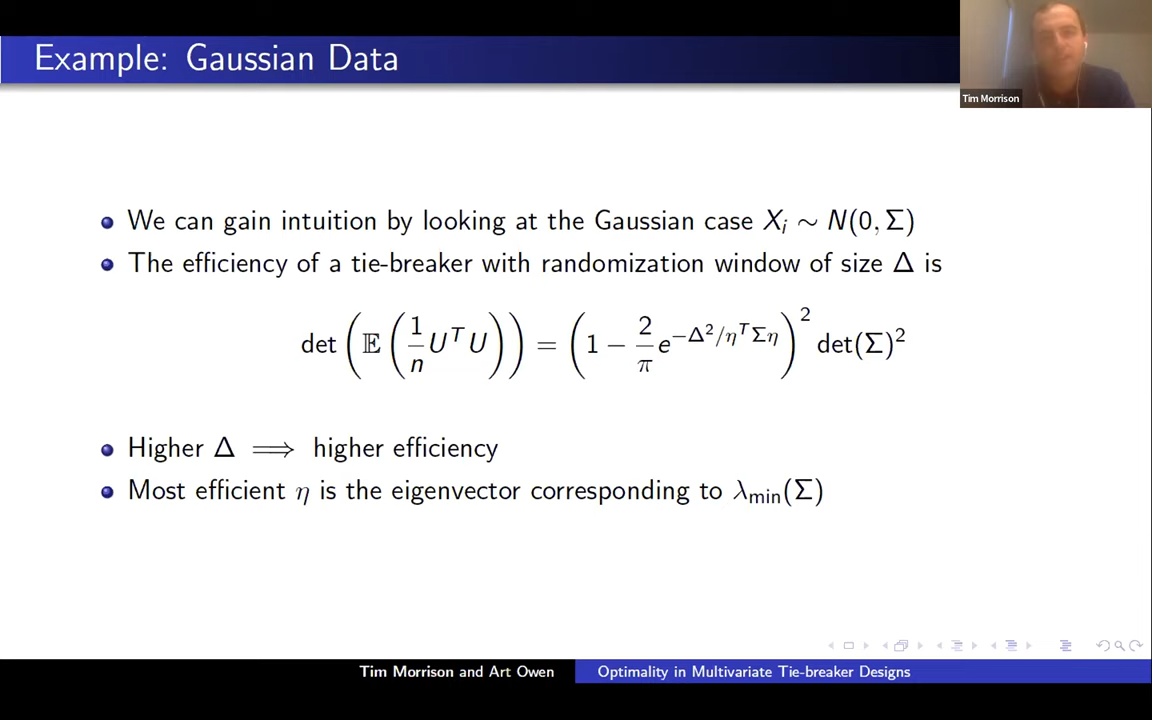 Example: Gaussian Data
Tim Morrison
We can gain intuition by looking at the Gaussian case X_i ∼ N(0, Σ)
The efficiency of a tie-breaker with randomization window of size Δ is
det(𝔼(1/n U^T U)) = (1 − 2/π e^{−Δ²/η^T Ση})² det(Σ)²
Higher Δ ⟹ higher efficiency
Most efficient η is the eigenvector corresponding to λ_min(Σ)
Tim Morrison and Art Owen
Optimality in Multivariate Tie-breaker Designs